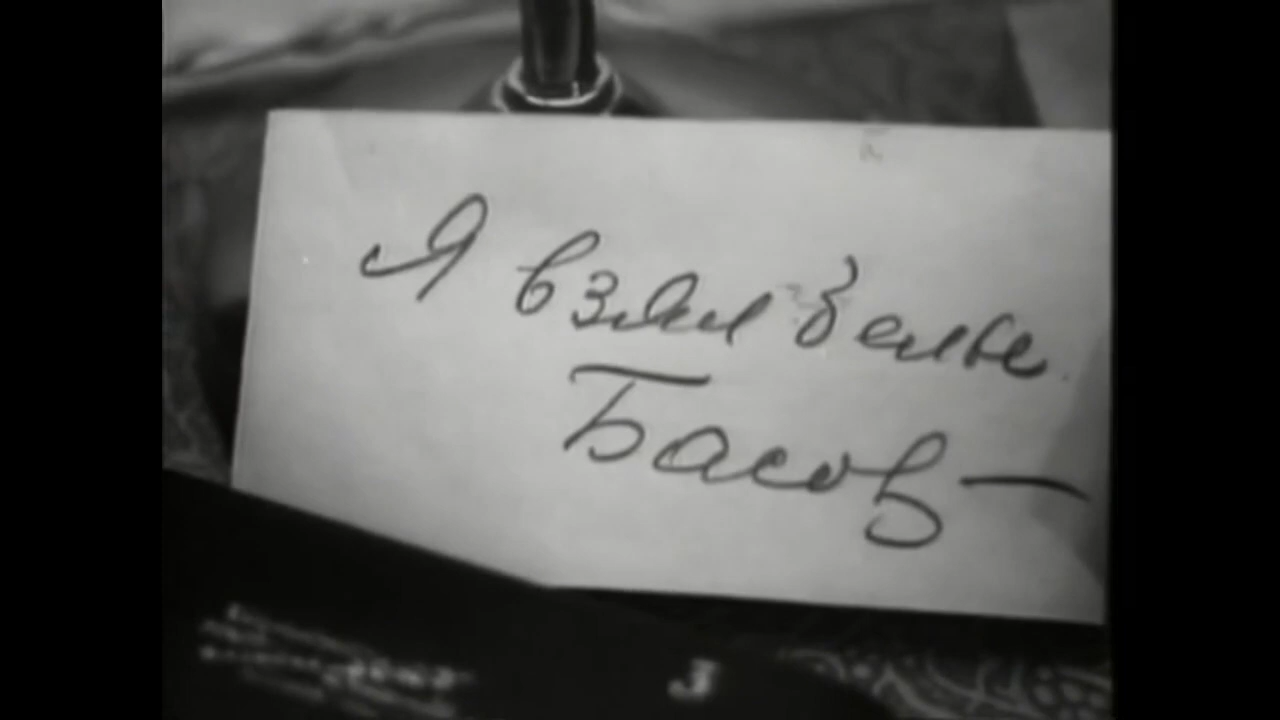 Я взял белье
Басов —
З